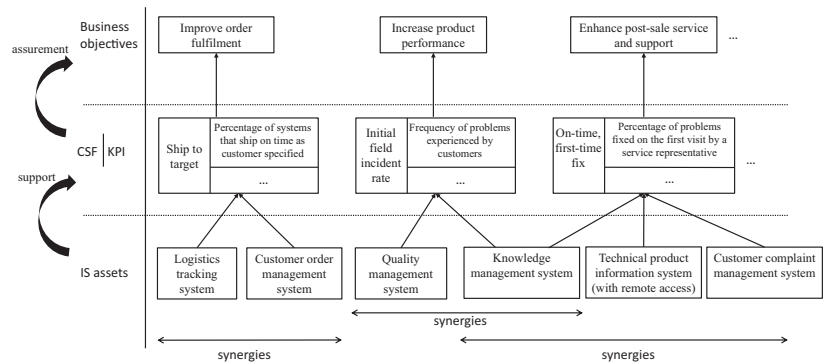 Business
objectives
Improve order
fulfilment
Increase product
performance
Enhance post-sale service
and support
...
assurement
CSF
KPI
Ship to
target
Percentage of systems
that ship on time as
customer specified
...
Initial
field
incident
rate
Frequency of problems
experienced by
customers
...
On-time,
first-time
fix
Percentage of problems
fixed on the first visit by a
service representative
...
...
support
IS assets
Logistics
tracking
system
Customer order
management
system
Quality
management
system
Knowledge
management system
Technical product
information system
(with remote access)
Customer complaint
management system
synergies
synergies
synergies